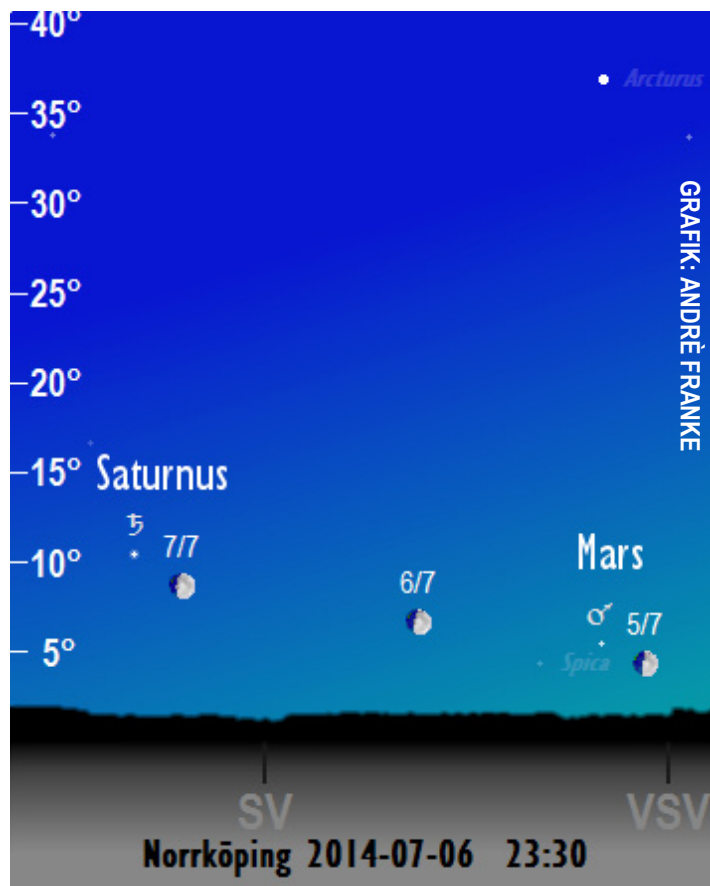 40°
Arcturus
35°
30°
GRAFIK: ANDRÈ FRANKE
25°
20°
15°
Saturnus
♄
7/7
10°
Mars
6/7
♂
5/7
5°
Spica
SV
VSV
Norrköping 2014-07-06 23:30